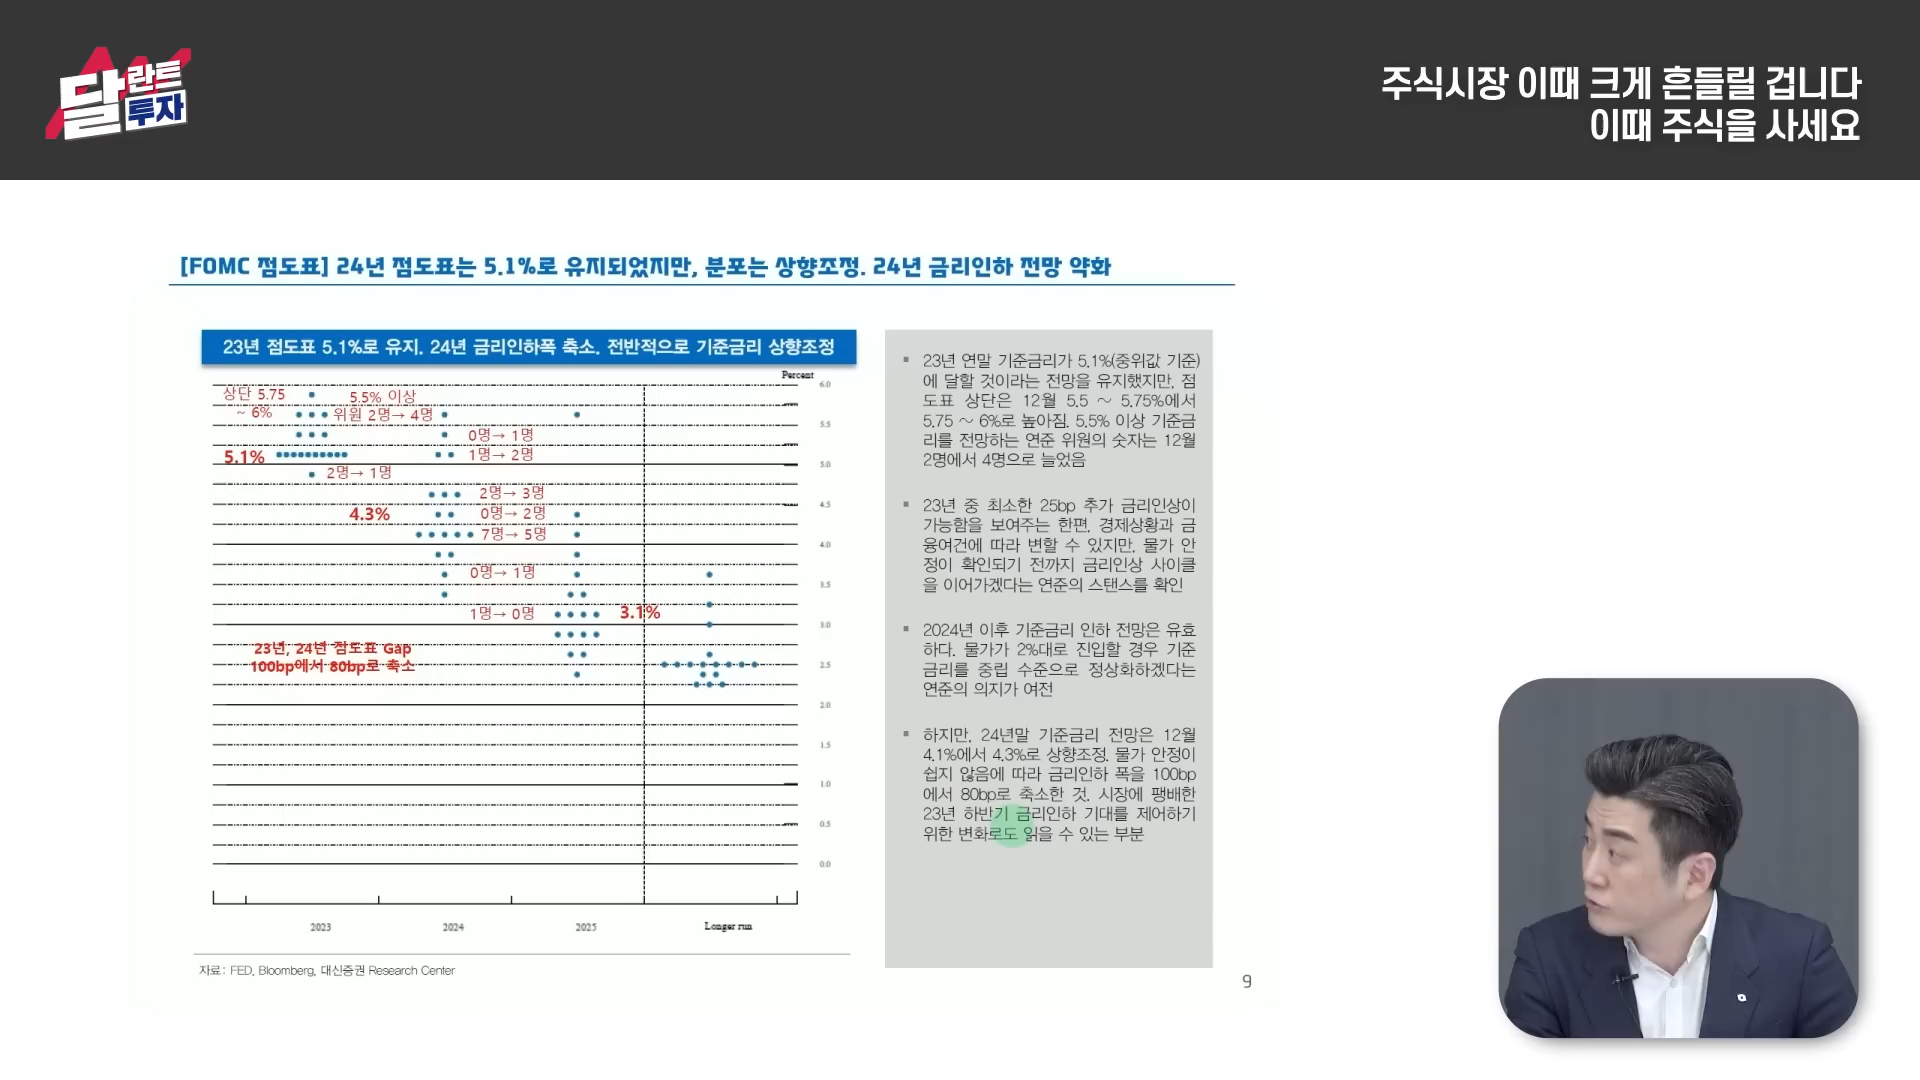 달란트
투자
주식시장 이때 크게 흔들릴 겁니다
이때 주식을 사세요
[FOMC 점도표] 24년 점도표는 5.1%로 유지되었지만, 분포는 상향조정. 24년 금리인하 전망 약화
23년 점도표 5.1%로 유지. 24년 금리인하폭 축소. 전반적으로 기준금리 상향조정
Percent
상단 5.75
~ 6%
5.5% 이상
위원 2명→ 4명
0명→ 1명
1명→ 2명
5.1%
2명→ 1명
2명→ 3명
4.3%
0명→ 2명
7명→ 5명
0명→ 1명
1명→ 0명
3.1%
23년, 24년 점도표 Gap
100bp에서 80bp로 축소
6.0
5.5
5.0
4.5
4.0
3.5
3.0
2.5
2.0
1.5
1.0
0.5
0.0
2023
2024
2025
Longer run
자료: FED, Bloomberg, 대신증권 Research Center
▪ 23년 연말 기준금리가 5.1%(중위값 기준)
에 달할 것이라는 전망을 유지했지만, 점
도표 상단은 12월 5.5 ~ 5.75%에서
5.75 ~ 6%로 높아짐. 5.5% 이상 기준금
리를 전망하는 연준 위원의 숫자는 12월
2명에서 4명으로 늘었음
▪ 23년 중 최소한 25bp 추가 금리인상이
가능함을 보여주는 한편, 경제상황과 금
융여건에 따라 변할 수 있지만, 물가 안
정이 확인되기 전까지 금리인상 사이클
을 이어가겠다는 연준의 스탠스를 확인
▪ 2024년 이후 기준금리 인하 전망은 유효
하다. 물가가 2%대로 진입할 경우 기준
금리를 중립 수준으로 정상화하겠다는
연준의 의지가 여전
▪ 하지만, 24년말 기준금리 전망은 12월
4.1%에서 4.3%로 상향조정. 물가 안정이
쉽지 않음에 따라 금리인하 폭을 100bp
에서 80bp로 축소한 것. 시장에 팽배한
23년 하반기 금리인하 기대를 제어하기
위한 변화로도 읽을 수 있는 부분
9